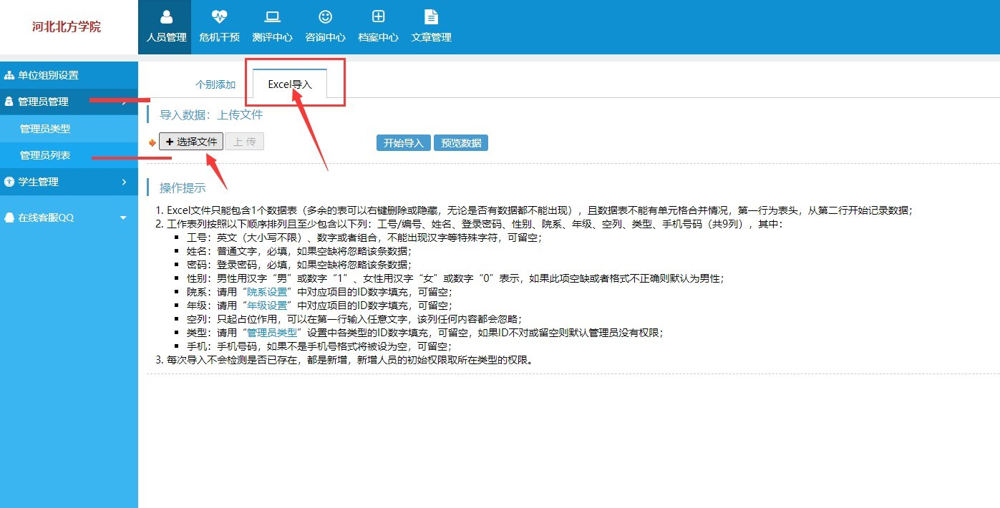 河北北方学院
人员管理 危机干预 测评中心 咨询中心 档案中心 文章管理
单位组别设置
管理员管理
管理员类型
管理员列表
学生管理
在线客服QQ
个别添加 Excel导入
导入数据：上传文件
选择文件 上 传 开始导入 预览数据
操作提示
1. Excel文件只能包含1个数据表（多余的表可以右键删除或隐藏，无论是否有数据都不能出现），且数据表不能有单元格合并情况，第一行为表头，从第二行开始记录数据；
2. 工作表列按照以下顺序排列且至少包含以下列：工号/编号、姓名、登录密码、性别、院系、年级、空列、类型、手机号码（共9列），其中：
工号：英文（大小写不限）、数字或者组合，不能出现汉字等特殊字符，可留空；
姓名：普通文字，必填，如果空缺将忽略该条数据；
密码：登录密码，必填，如果空缺将忽略该条数据；
性别：男性用汉字“男”或数字“1”、女性用汉字“女”或数字“0”表示，如果此项空缺或者格式不正确则默认为男性；
院系：请用“院系设置”中对应项目的ID数字填充，可留空；
年级：请用“年级设置”中对应项目的ID数字填充，可留空；
空列：只起占位作用，可以在第一行输入任意文字，该列任何内容都会忽略；
类型：请用“管理员类型”设置中各类型的ID数字填充，可留空，如果ID不对或留空则默认管理员没有权限；
手机：手机号码，如果不是手机号格式将被设为空，可留空；
3. 每次导入不会检测是否已存在，都是新增，新增人员的初始权限取所在类型的权限。